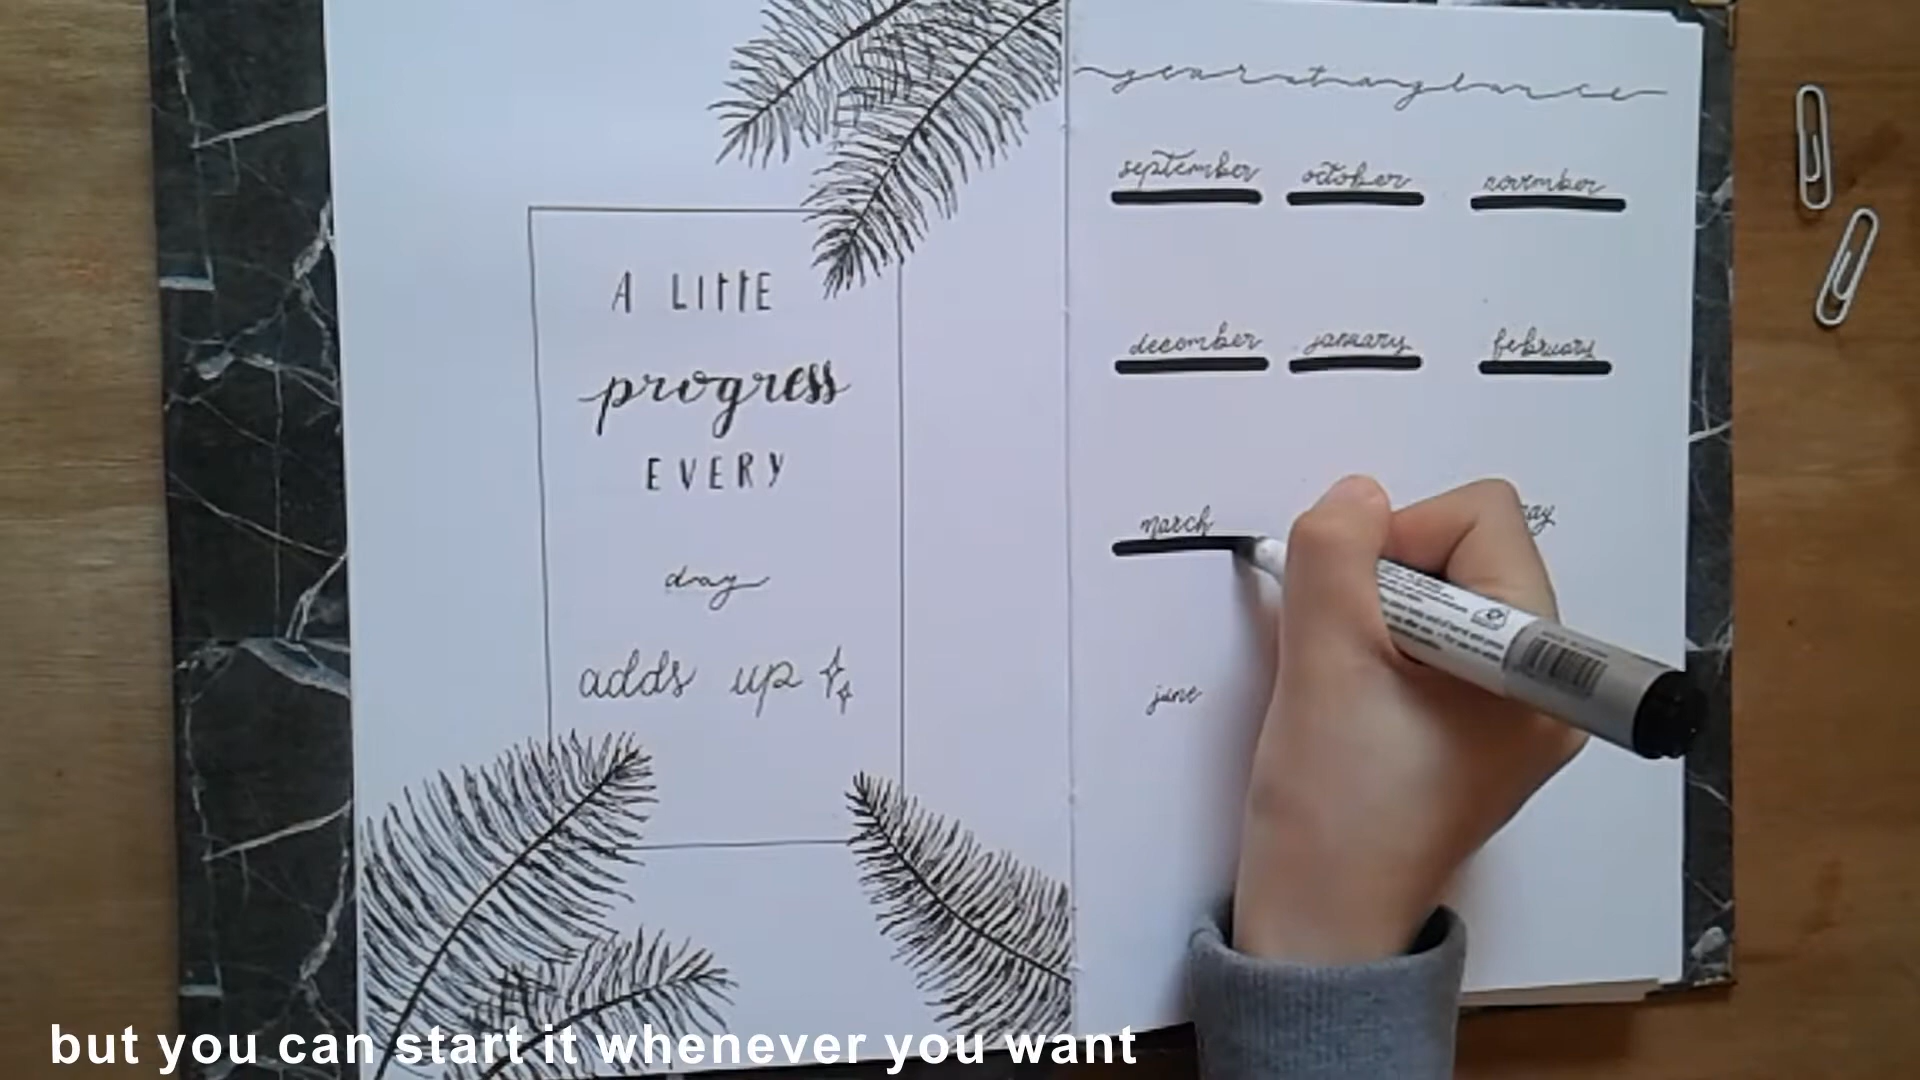 A LITTE
progress
EVERY
day
adds up
year at a glance
september october november
december january february
march
june
but you can start it whenever you want